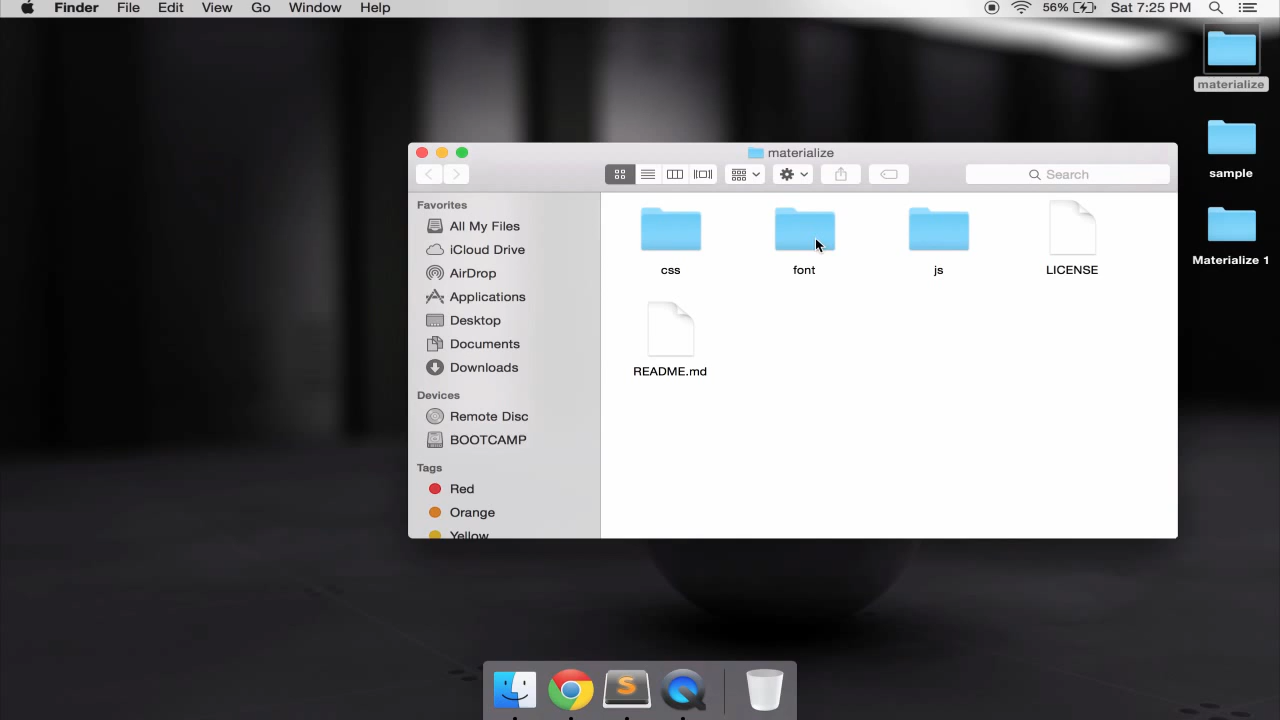 Finder File Edit View Go Window Help 56% Sat 7:25 PM
materialize
sample
Materialize 1
materialize
Search
Favorites
All My Files
iCloud Drive
AirDrop
Applications
Desktop
Documents
Downloads
Devices
Remote Disc
BOOTCAMP
Tags
Red
Orange
Yellow
css font js LICENSE
README.md